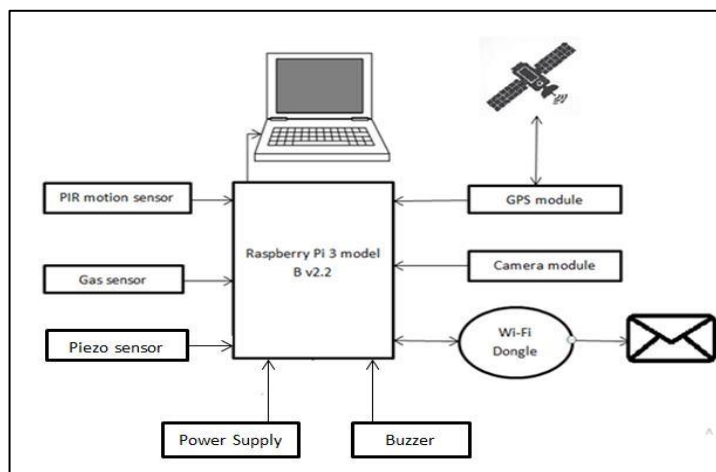 PIR motion sensor
GPS module
Raspberry Pi 3 model
B v2.2
Gas sensor
Camera module
Piezo sensor
Wi-Fi
Dongle
Power Supply
Buzzer